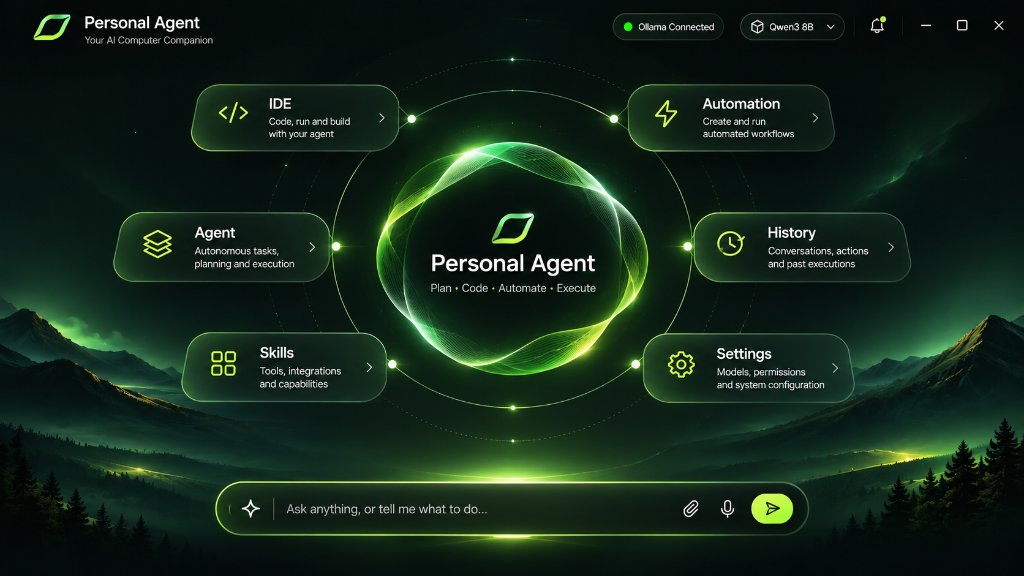 Personal Agent
Your AI Computer Companion
Ollama Connected
Qwen3 8B
IDE
Code, run and build
with your agent
Automation
Create and run
automated workflows
Agent
Autonomous tasks,
planning and execution
History
Conversations, actions
and past executions
Personal Agent
Plan • Code • Automate • Execute
Skills
Tools, integrations
and capabilities
Settings
Models, permissions
and system configuration
Ask anything, or tell me what to do...